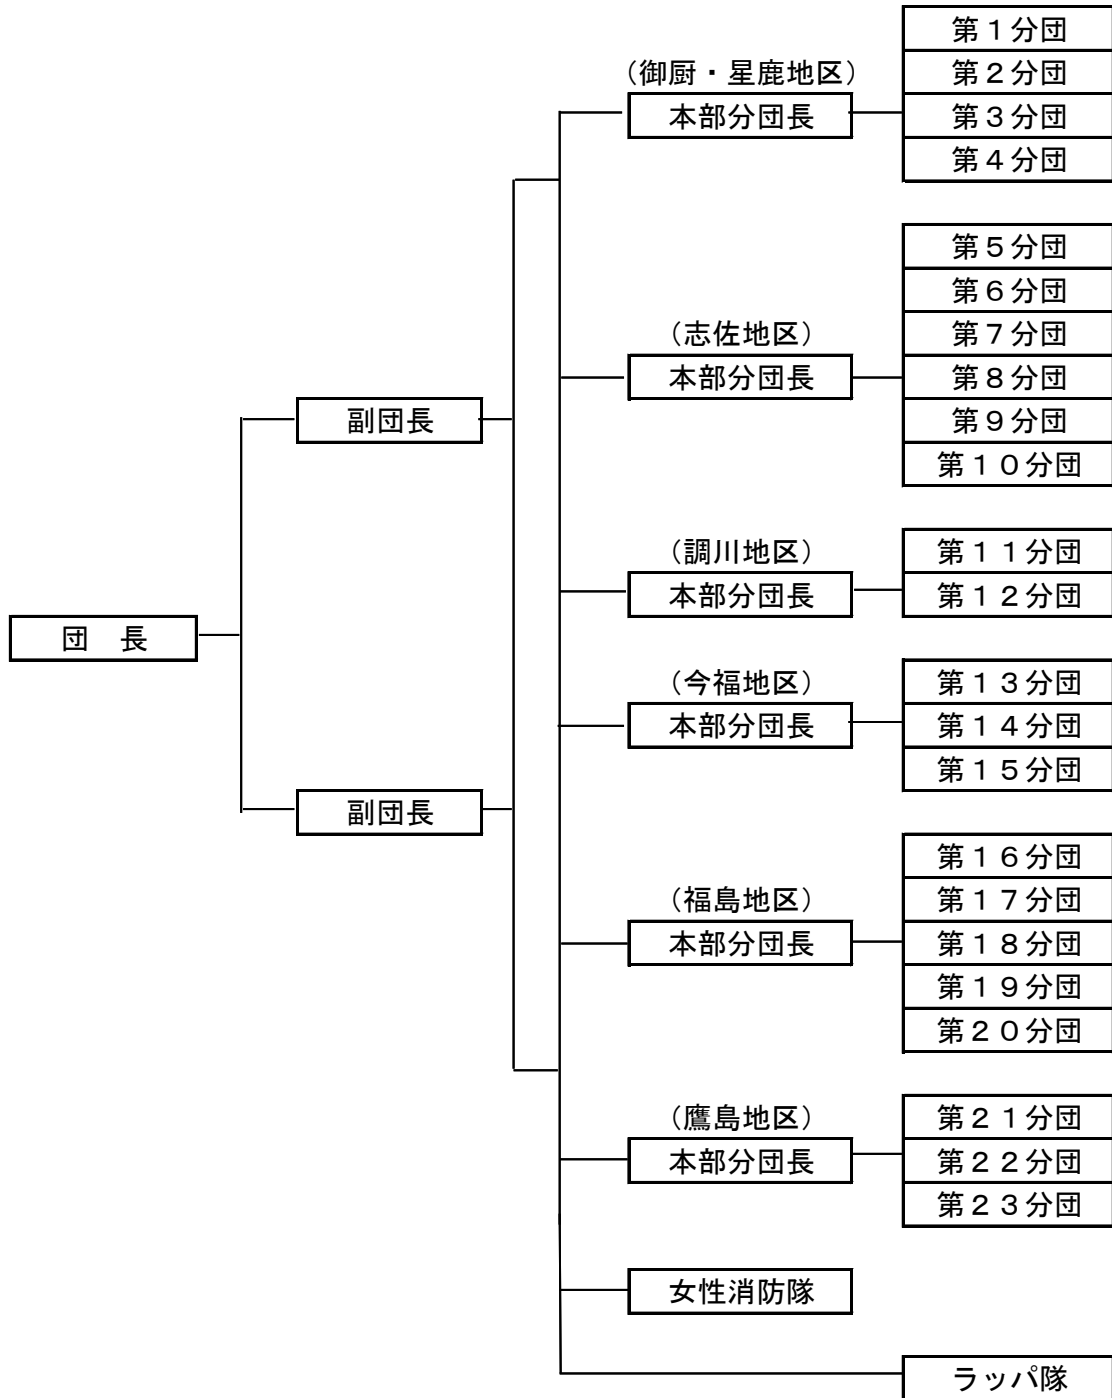 団　長
副団長
副団長
（御厨・星鹿地区）
本部分団長
第１分団
第２分団
第３分団
第４分団
（志佐地区）
本部分団長
第５分団
第６分団
第７分団
第８分団
第９分団
第１０分団
（調川地区）
本部分団長
第１１分団
第１２分団
（今福地区）
本部分団長
第１３分団
第１４分団
第１５分団
（福島地区）
本部分団長
第１６分団
第１７分団
第１８分団
第１９分団
第２０分団
（鷹島地区）
本部分団長
第２１分団
第２２分団
第２３分団
女性消防隊
ラッパ隊